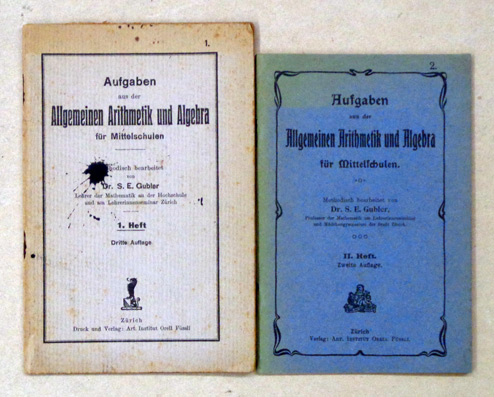 1.
Aufgaben
aus der
Allgemeinen Arithmetik und Algebra
für Mittelschulen
bearbeitet
von
Dr. S. E. Gubler
Lehrer der Mathematik an der Hochschule
und am Lehrerinnenseminar Zürich
1. Heft
Dritte Auflage
Zürich
Druck und Verlag: Art. Institut Orell Füssli
2.
Aufgaben
aus der
Allgemeinen Arithmetik und Algebra
für Mittelschulen.
Methodisch bearbeitet von
Dr. S. E. Gubler,
Professor der Mathematik am Lehrerinnenseminar
und der Stadt Zürich.
II. Heft.
Zweite Auflage.
Zürich
Verlag: Art. Institut Orell Füssli.